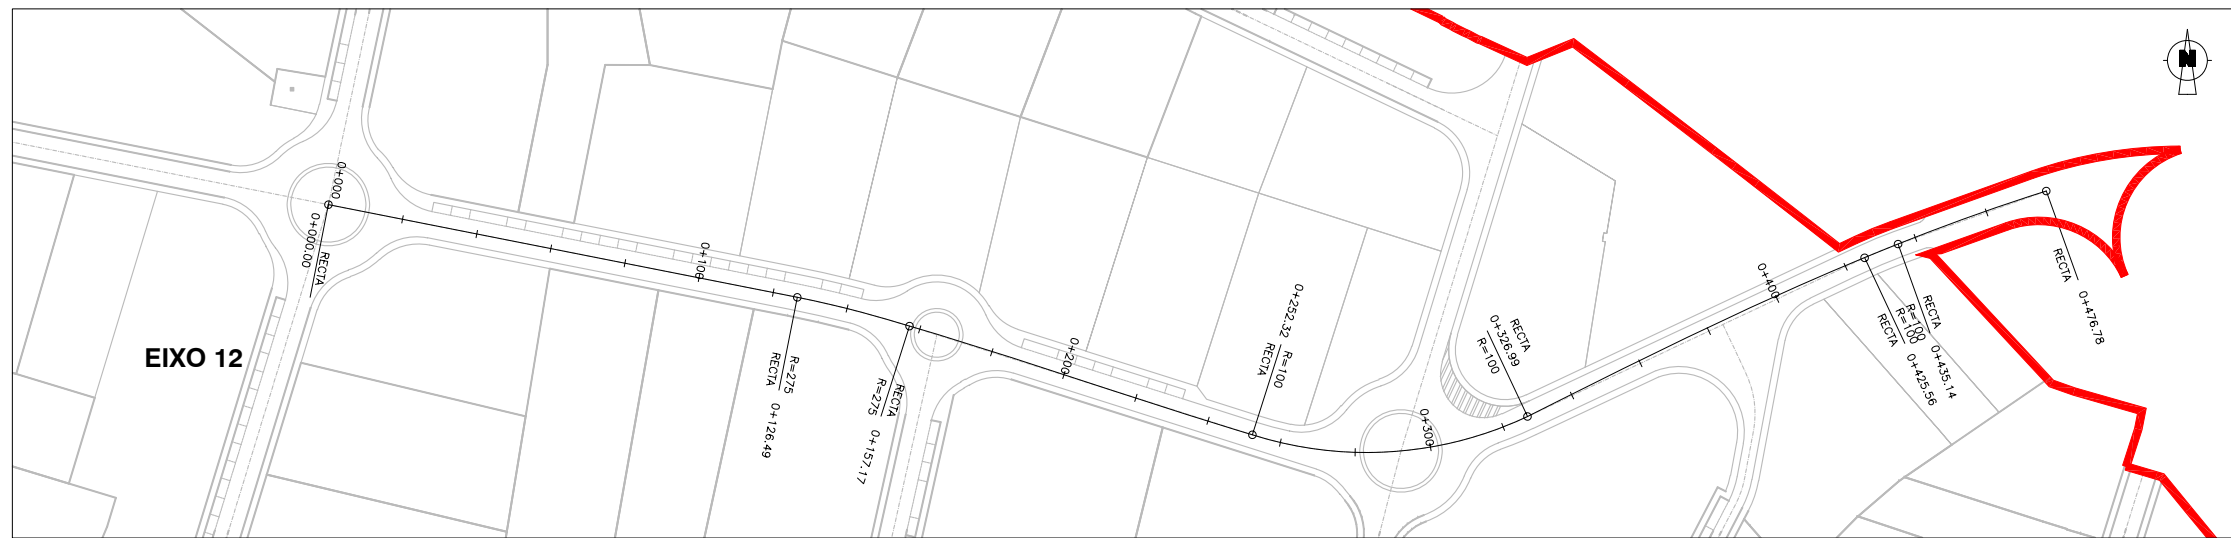 N
0+000
0+000.00
RECTA
EIXO 12
0+100
R=275
RECTA
0+126.49
RECTA
R=275
0+157.17
0+200
0+252.32
R=100
RECTA
0+300
RECTA
0+326.99
R=100
0+400
RECTA
R=100
0+435.14
R=100
RECTA
0+425.56
RECTA
0+476.78